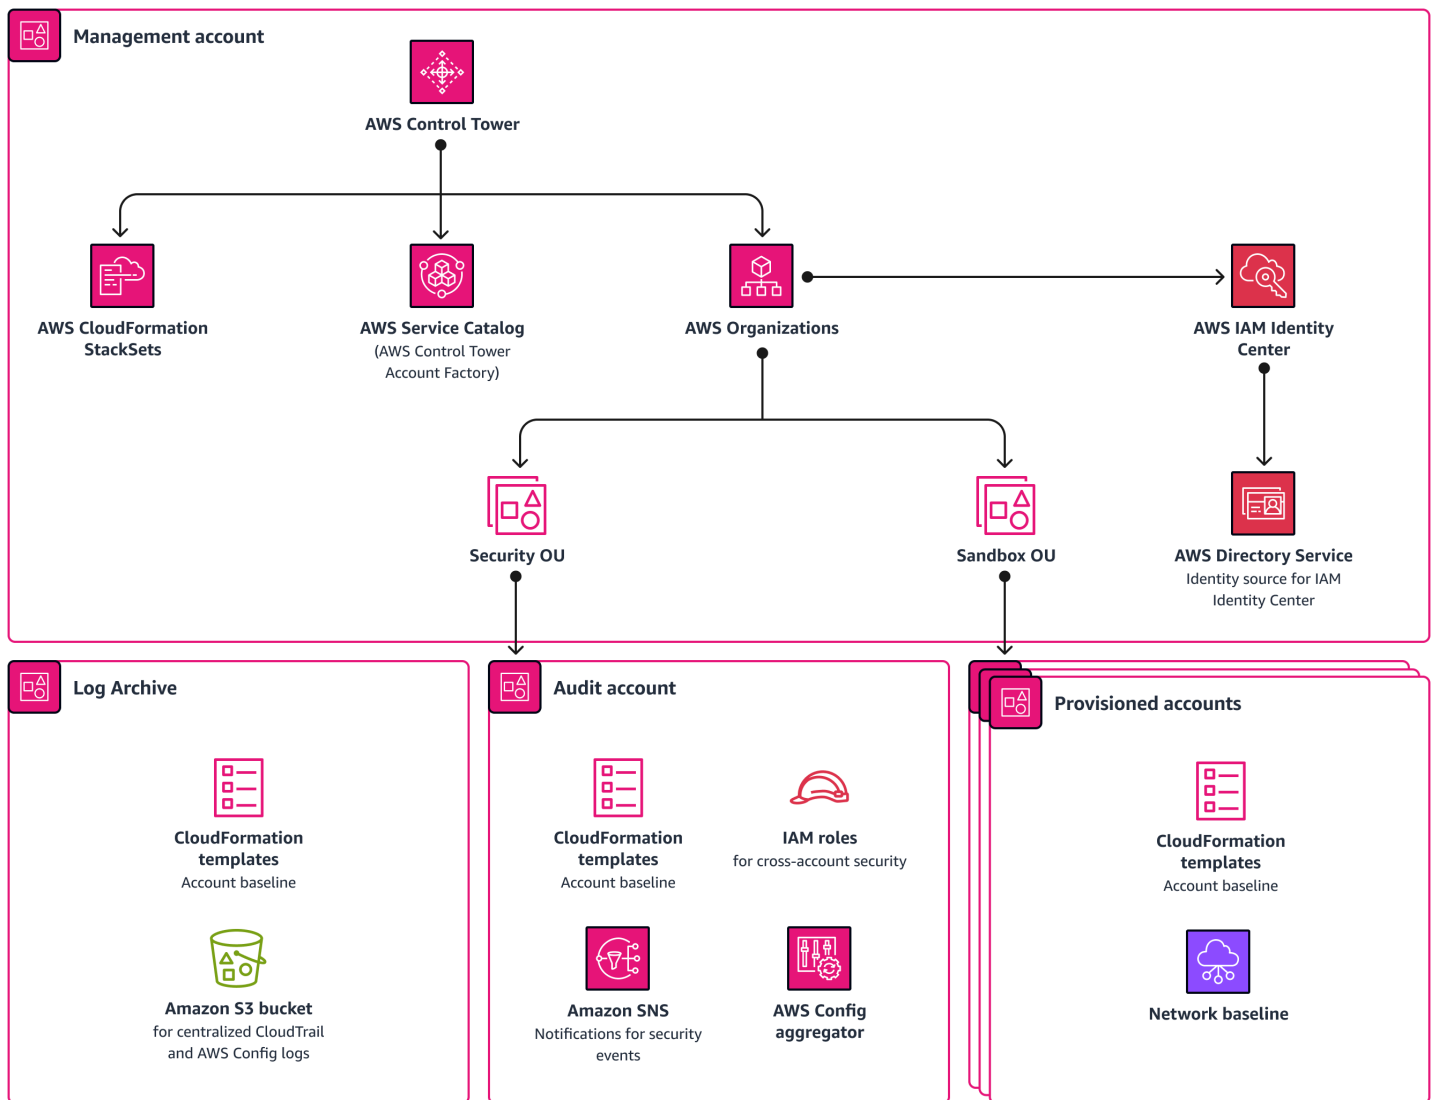 Management account
AWS Control Tower
AWS CloudFormation
StackSets
AWS Service Catalog
(AWS Control Tower
Account Factory)
AWS Organizations
AWS IAM Identity
Center
Security OU
Sandbox OU
AWS Directory Service
Identity source for IAM
Identity Center
Log Archive
CloudFormation
templates
Account baseline
Amazon S3 bucket
for centralized CloudTrail
and AWS Config logs
Audit account
CloudFormation
templates
Account baseline
IAM roles
for cross-account security
Amazon SNS
Notifications for security
events
AWS Config
aggregator
Provisioned accounts
CloudFormation
templates
Account baseline
Network baseline